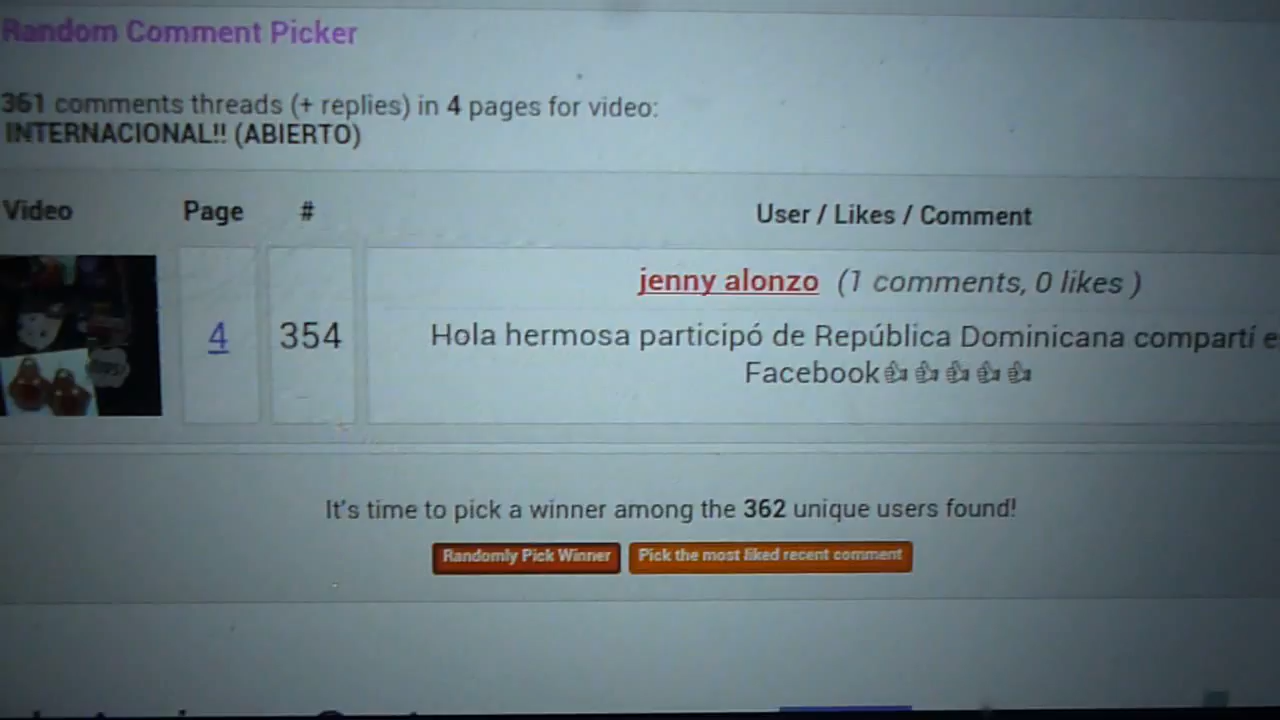 Random Comment Picker
361 comments threads (+ replies) in 4 pages for video:
INTERNACIONAL!! (ABIERTO)
Video Page # User / Likes / Comment
jenny alonzo (1 comments, 0 likes )
4 354 Hola hermosa participó de República Dominicana compartí e
Facebook👍👍👍👍👍
It's time to pick a winner among the 362 unique users found!
Randomly Pick Winner Pick the most liked recent comment